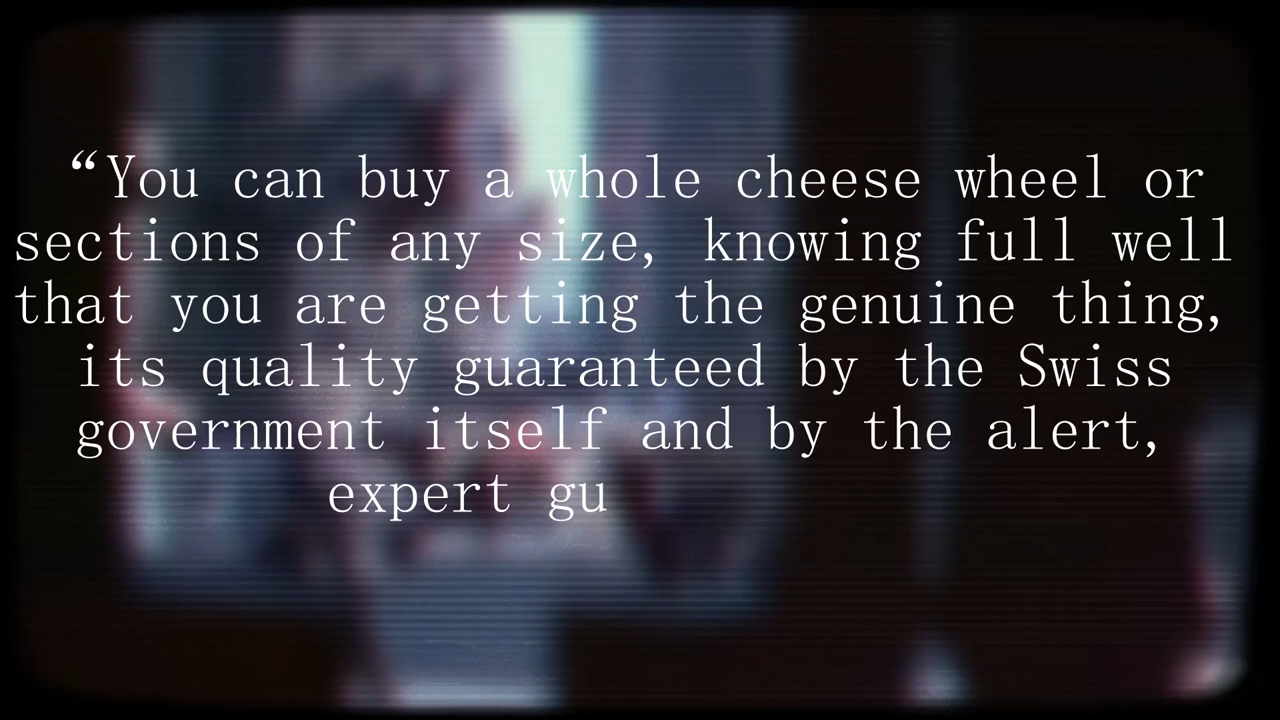 “You can buy a whole cheese wheel or
sections of any size, knowing full well
that you are getting the genuine thing,
its quality guaranteed by the Swiss
government itself and by the alert,
expert gu